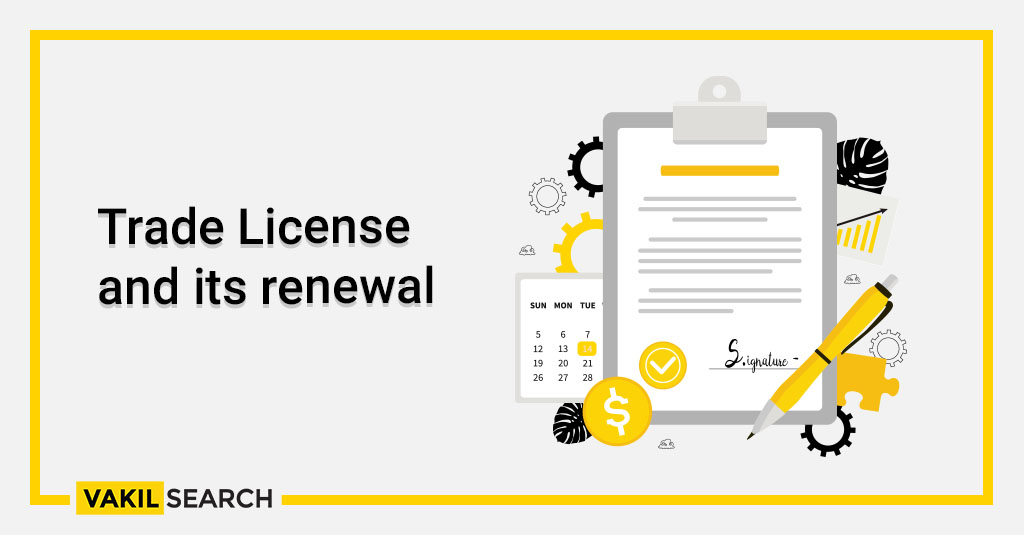 Trade License
and its renewal
SUN MON TUE
5 6 7
12 13 14
19 20 21
26 27 28
$
S.ignature -
VAKIL SEARCH